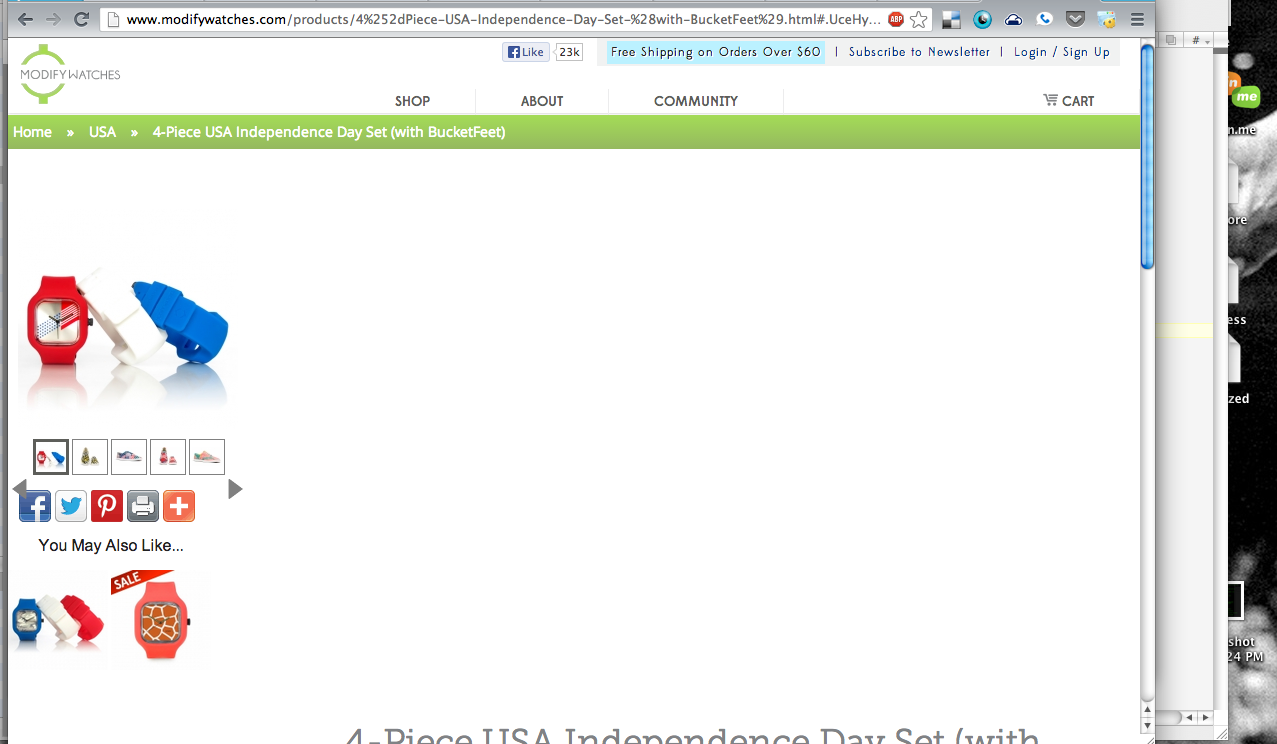 www.modifywatches.com/products/4%252dPiece-USA-Independence-Day-Set-%28with-BucketFeet%29.html#.UceHy...
ABP
#
MODIFY WATCHES
Like
23k
Free Shipping on Orders Over $60 | Subscribe to Newsletter | Login / Sign Up
SHOP
ABOUT
COMMUNITY
CART
Home » USA » 4-Piece USA Independence Day Set (with BucketFeet)
n
me
n.me
ore
ess
zed
You May Also Like...
SALE
shot
24 PM
4-Piece USA Independence Day Set (with